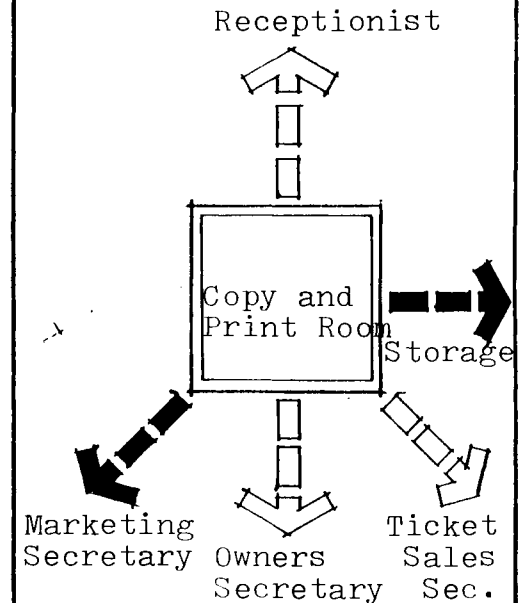 Receptionist
Copy and
Print Room
Storage
Marketing
Secretary
Owners
Secretary
Ticket
Sales
Sec.